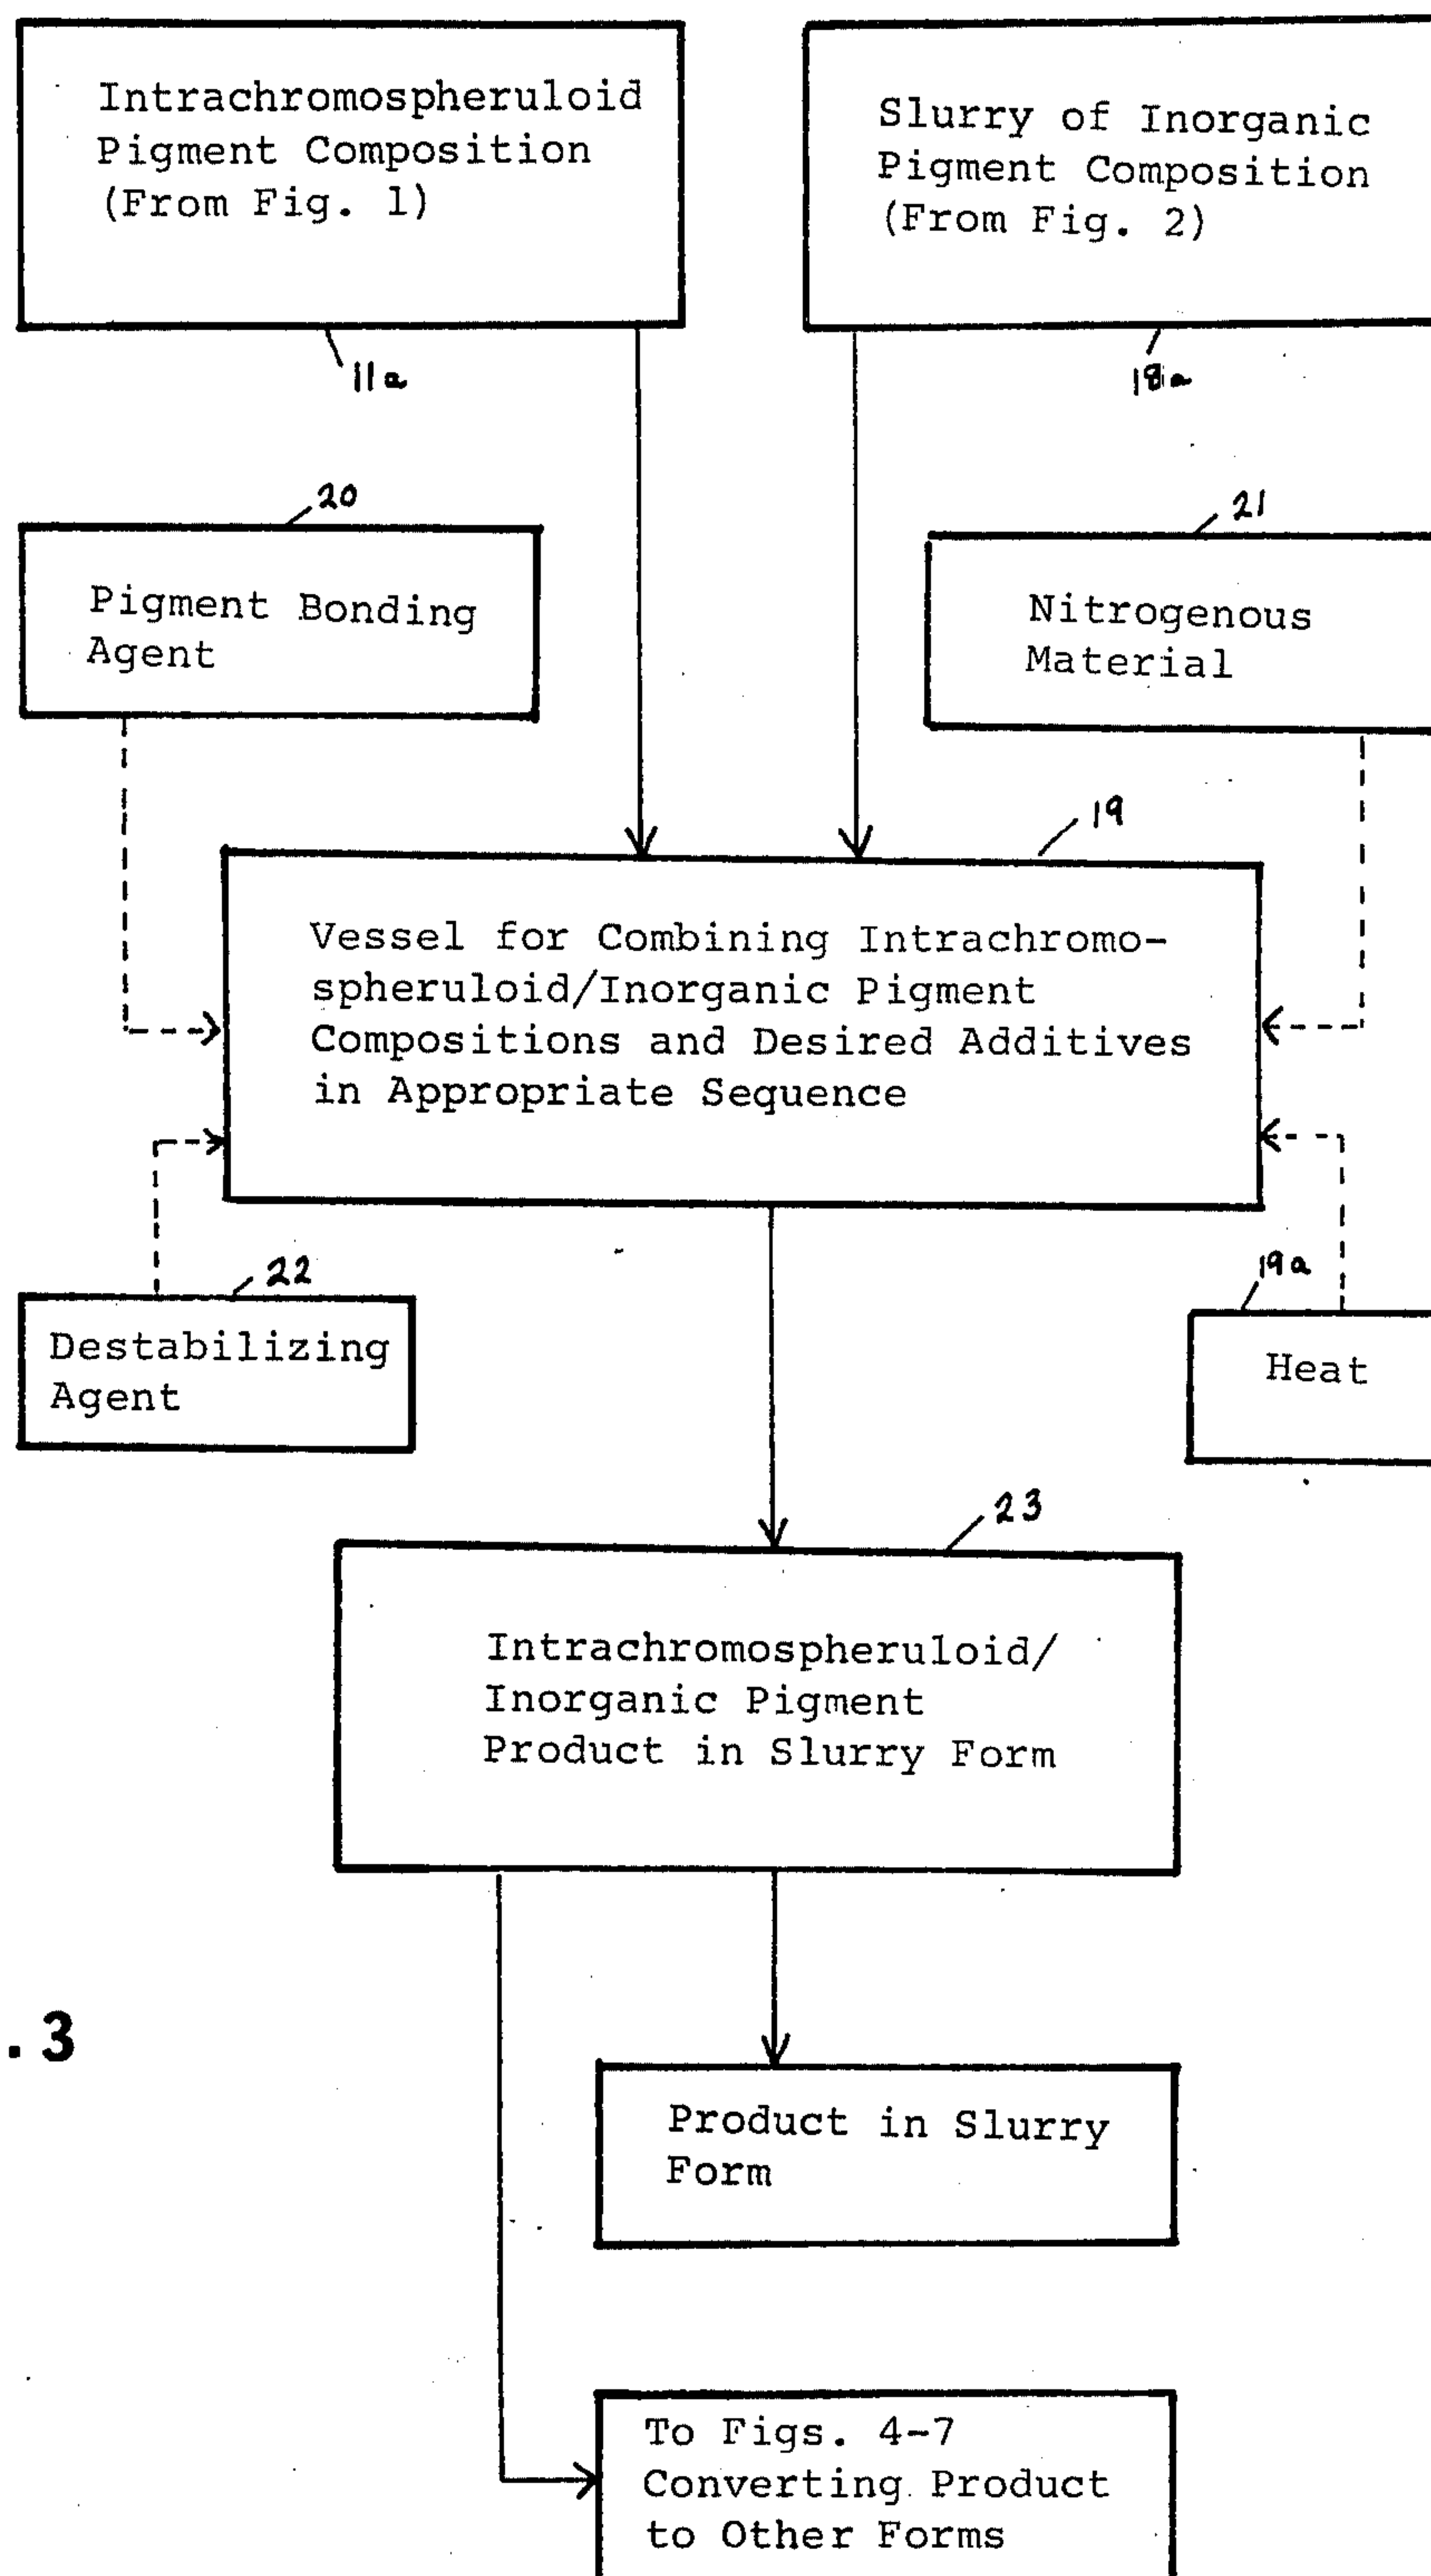 Intrachromospheruloid
Pigment Composition
(From Fig. 1)
11a
Slurry of Inorganic
Pigment Composition
(From Fig. 2)
18a
20
Pigment Bonding
Agent
21
Nitrogenous
Material
19
Vessel for Combining Intrachromo-
spheruloid/Inorganic Pigment
Compositions and Desired Additives
in Appropriate Sequence
22
Destabilizing
Agent
19a
Heat
23
Intrachromospheruloid/
Inorganic Pigment
Product in Slurry Form
.3
Product in Slurry
Form
To Figs. 4-7
Converting Product
to Other Forms